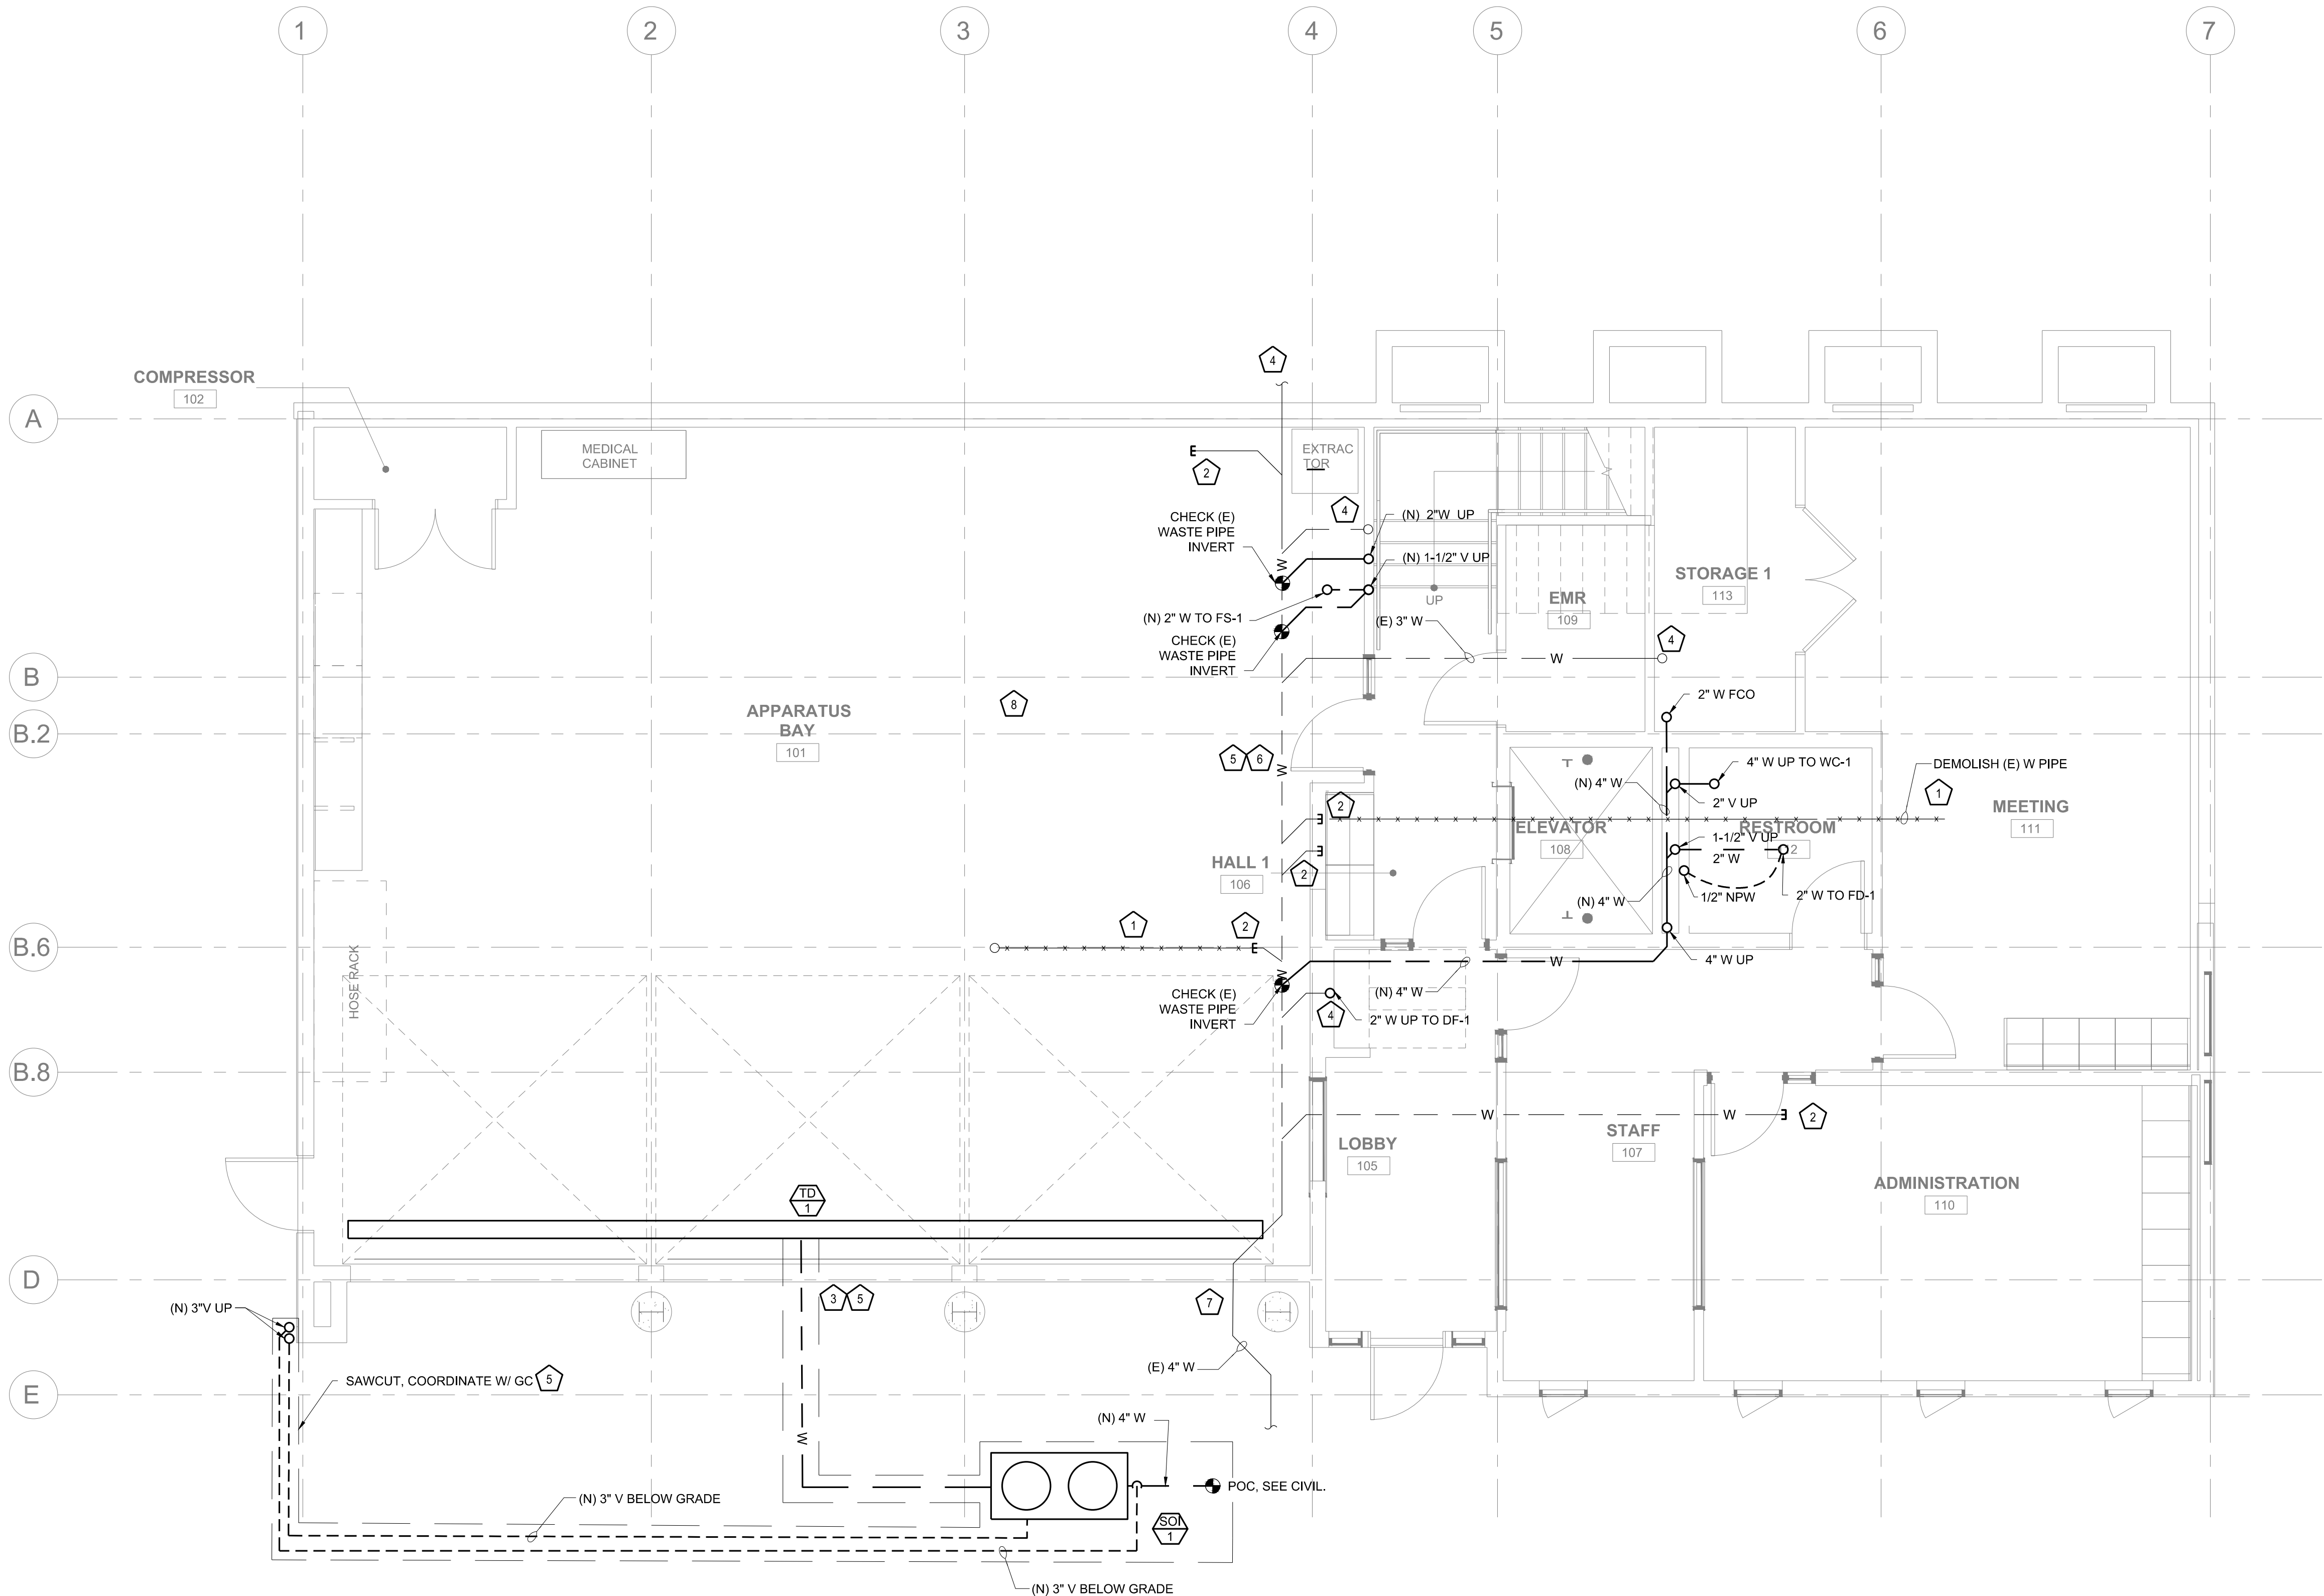 1
2
3
4
5
6
7
COMPRESSOR
102
4
A
MEDICAL
CABINET
2
EXTRAC
TOR
4
CHECK (E)
WASTE PIPE
INVERT
W
(N) 2"W UP
(N) 1-1/2" V UP
STORAGE 1
113
UP
EMR
109
(N) 2" W TO FS-1
(E) 3" W
CHECK (E)
WASTE PIPE
INVERT
4
W
B
8
2" W FCO
APPARATUS
BAY
101
B.2
5
6
W
4" W UP TO WC-1
DEMOLISH (E) W PIPE
(N) 4" W
1
2" V UP
2
MEETING
111
ELEVATOR
108
RESTROOM
1-1/2" V UP
2" W
HALL 1
106
2
(N) 4" W
1/2" NPW
2" W TO FD-1
1
2
B.6
HOSE RACK
W
W
4" W UP
CHECK (E)
WASTE PIPE
INVERT
(N) 4" W
4
2" W UP TO DF-1
B.8
W
W
2
LOBBY
105
STAFF
107
ADMINISTRATION
110
TD
1
D
3
5
7
(N) 3"V UP
(E) 4" W
SAWCUT, COORDINATE W/ GC
5
E
W
(N) 4" W
POC, SEE CIVIL.
(N) 3" V BELOW GRADE
SOI
1
(N) 3" V BELOW GRADE